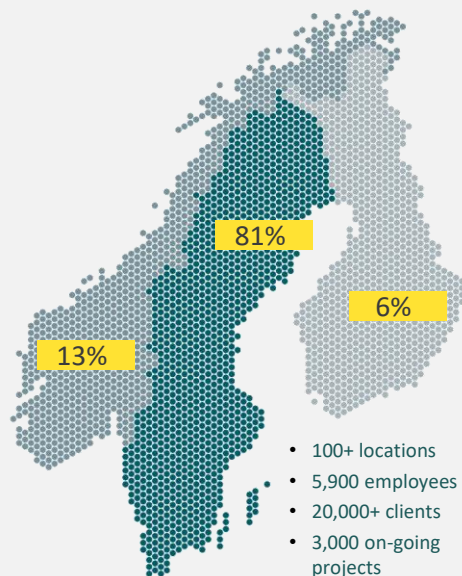 81%
6%
13%
• 100+ locations
• 5,900 employees
• 20,000+ clients
• 3,000 on-going
projects